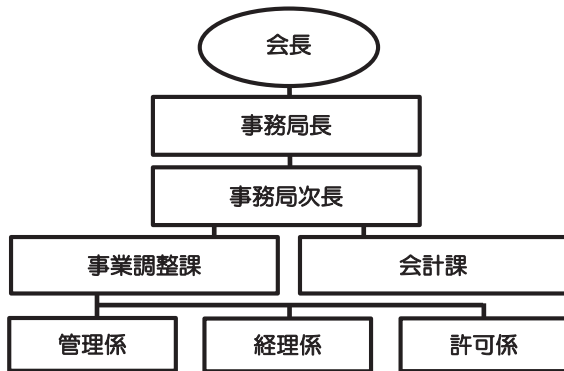 会長
事務局長
事務局次長
事業調整課
会計課
管理係
経理係
許可係